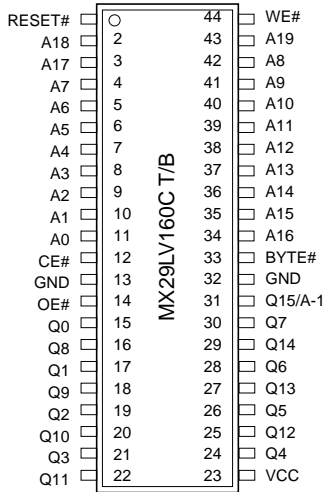 RESET# 44 WE#
A18 2 43 A19
A17 3 42 A8
A7 4 41 A9
A6 5 40 A10
A5 6 39 A11
A4 7 38 A12
A3 8 37 A13
A2 9 36 A14
A1 10 35 A15
A0 11 34 A16
CE# 12 33 BYTE#
GND 13 32 GND
OE# 14 31 Q15/A-1
Q0 15 30 Q7
Q8 16 29 Q14
Q1 17 28 Q6
Q9 18 27 Q13
Q2 19 26 Q5
Q10 20 25 Q12
Q3 21 24 Q4
Q11 22 23 VCC
MX29LV160C T/B